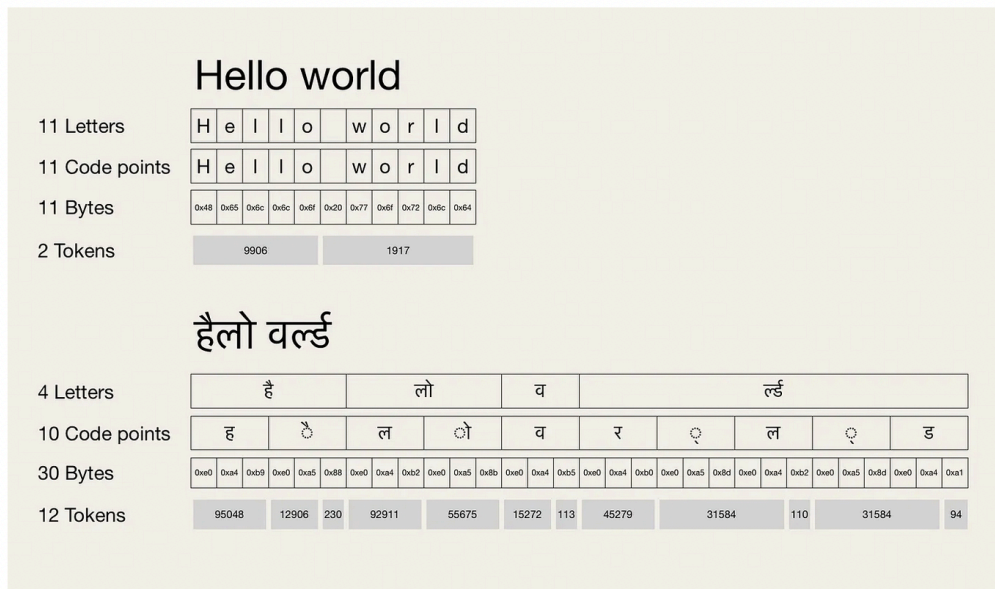 Hello world
11 Letters H e l l o w o r l d
11 Code points H e l l o w o r l d
11 Bytes 0x48 0x65 0x6c 0x6c 0x6f 0x20 0x77 0x6f 0x72 0x6c 0x64
2 Tokens 9906 1917
हैलो वर्ल्ड
4 Letters है लो व र्ल्ड
10 Code points ह ै ल ो व र ् ल ् ड
30 Bytes 0xe0 0xa4 0xb9 0xe0 0xa5 0x88 0xe0 0xa4 0xb2 0xe0 0xa5 0x8b 0xe0 0xa4 0xb5 0xe0 0xa4 0xb0 0xe0 0xa5 0x8d 0xe0 0xa4 0xb2 0xe0 0xa5 0x8d 0xe0 0xa4 0xa1
12 Tokens 95048 12906 230 92911 55675 15272 113 45279 31584 110 31584 94